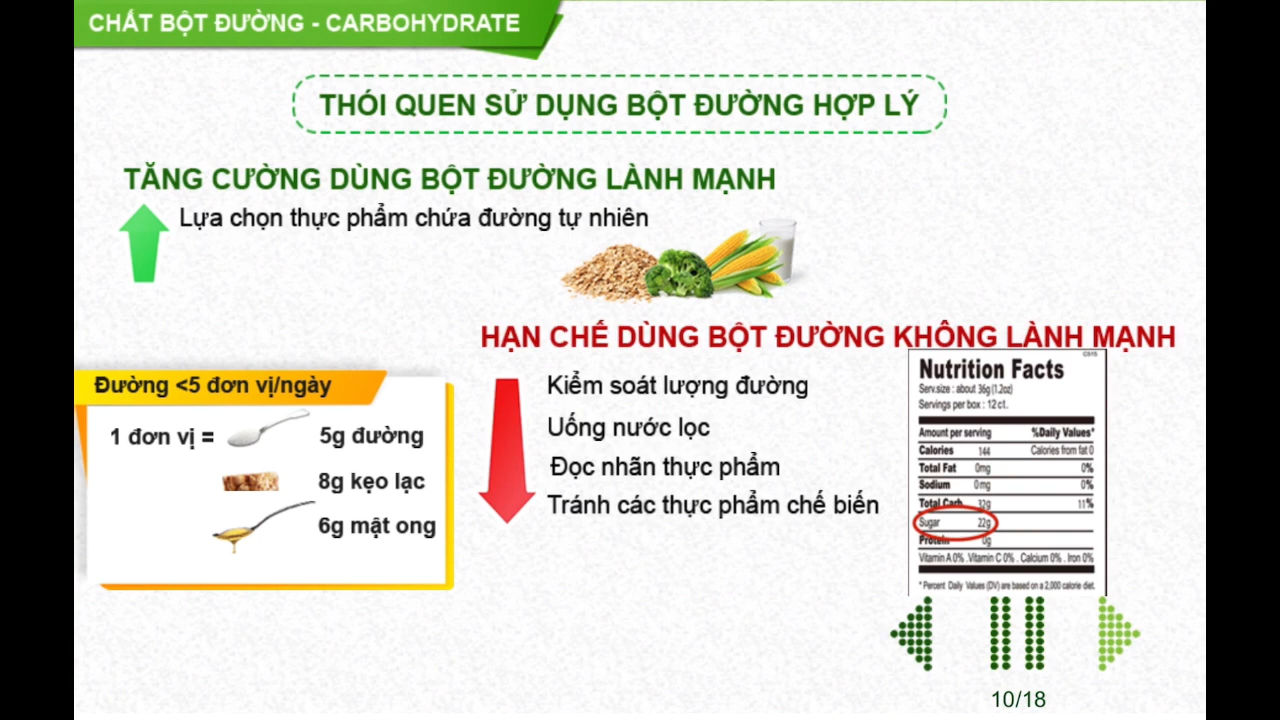 CHẤT BỘT ĐƯỜNG - CARBOHYDRATE
THÓI QUEN SỬ DỤNG BỘT ĐƯỜNG HỢP LÝ
TĂNG CƯỜNG DÙNG BỘT ĐƯỜNG LÀNH MẠNH
Lựa chọn thực phẩm chứa đường tự nhiên
HẠN CHẾ DÙNG BỘT ĐƯỜNG KHÔNG LÀNH MẠNH
Đường <5 đơn vị/ngày
1 đơn vị = 5g đường
8g kẹo lạc
6g mật ong
Kiểm soát lượng đường
Uống nước lọc
Đọc nhãn thực phẩm
Tránh các thực phẩm chế biến
C515
Nutrition Facts
Serv.size : about 36g (1.2oz)
Servings per box : 12 ct.
Amount per serving %Daily Values*
Calories 144 Calories from fat 0
Total Fat 0mg 0%
Sodium 0mg 0%
Total Carb 32g 11%
Sugar 22g
Protein 0g
Vitamin A 0% . Vitamin C 0% . Calcium 0% . Iron 0%
* Percent Daily Values (DV) are based on a 2,000 calorie diet.
10/18